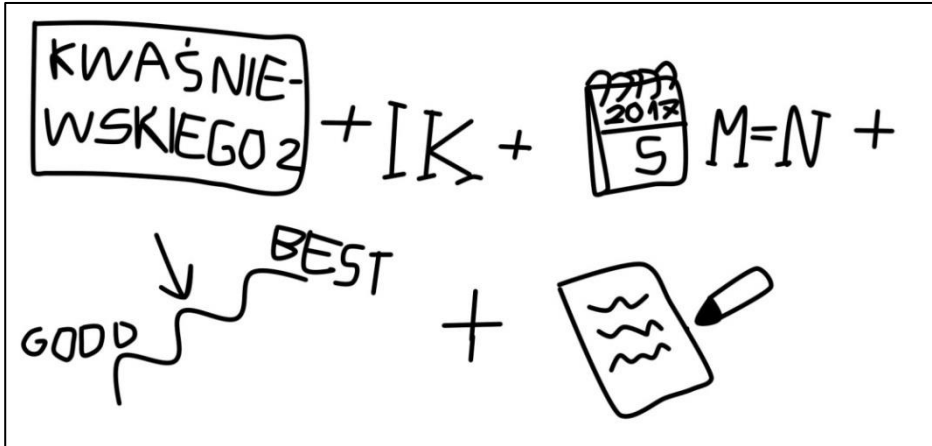 KWAŚNIE-
WSKIEGO 2
+ IK +
2017
5
M=N +
BEST
GOOD
+